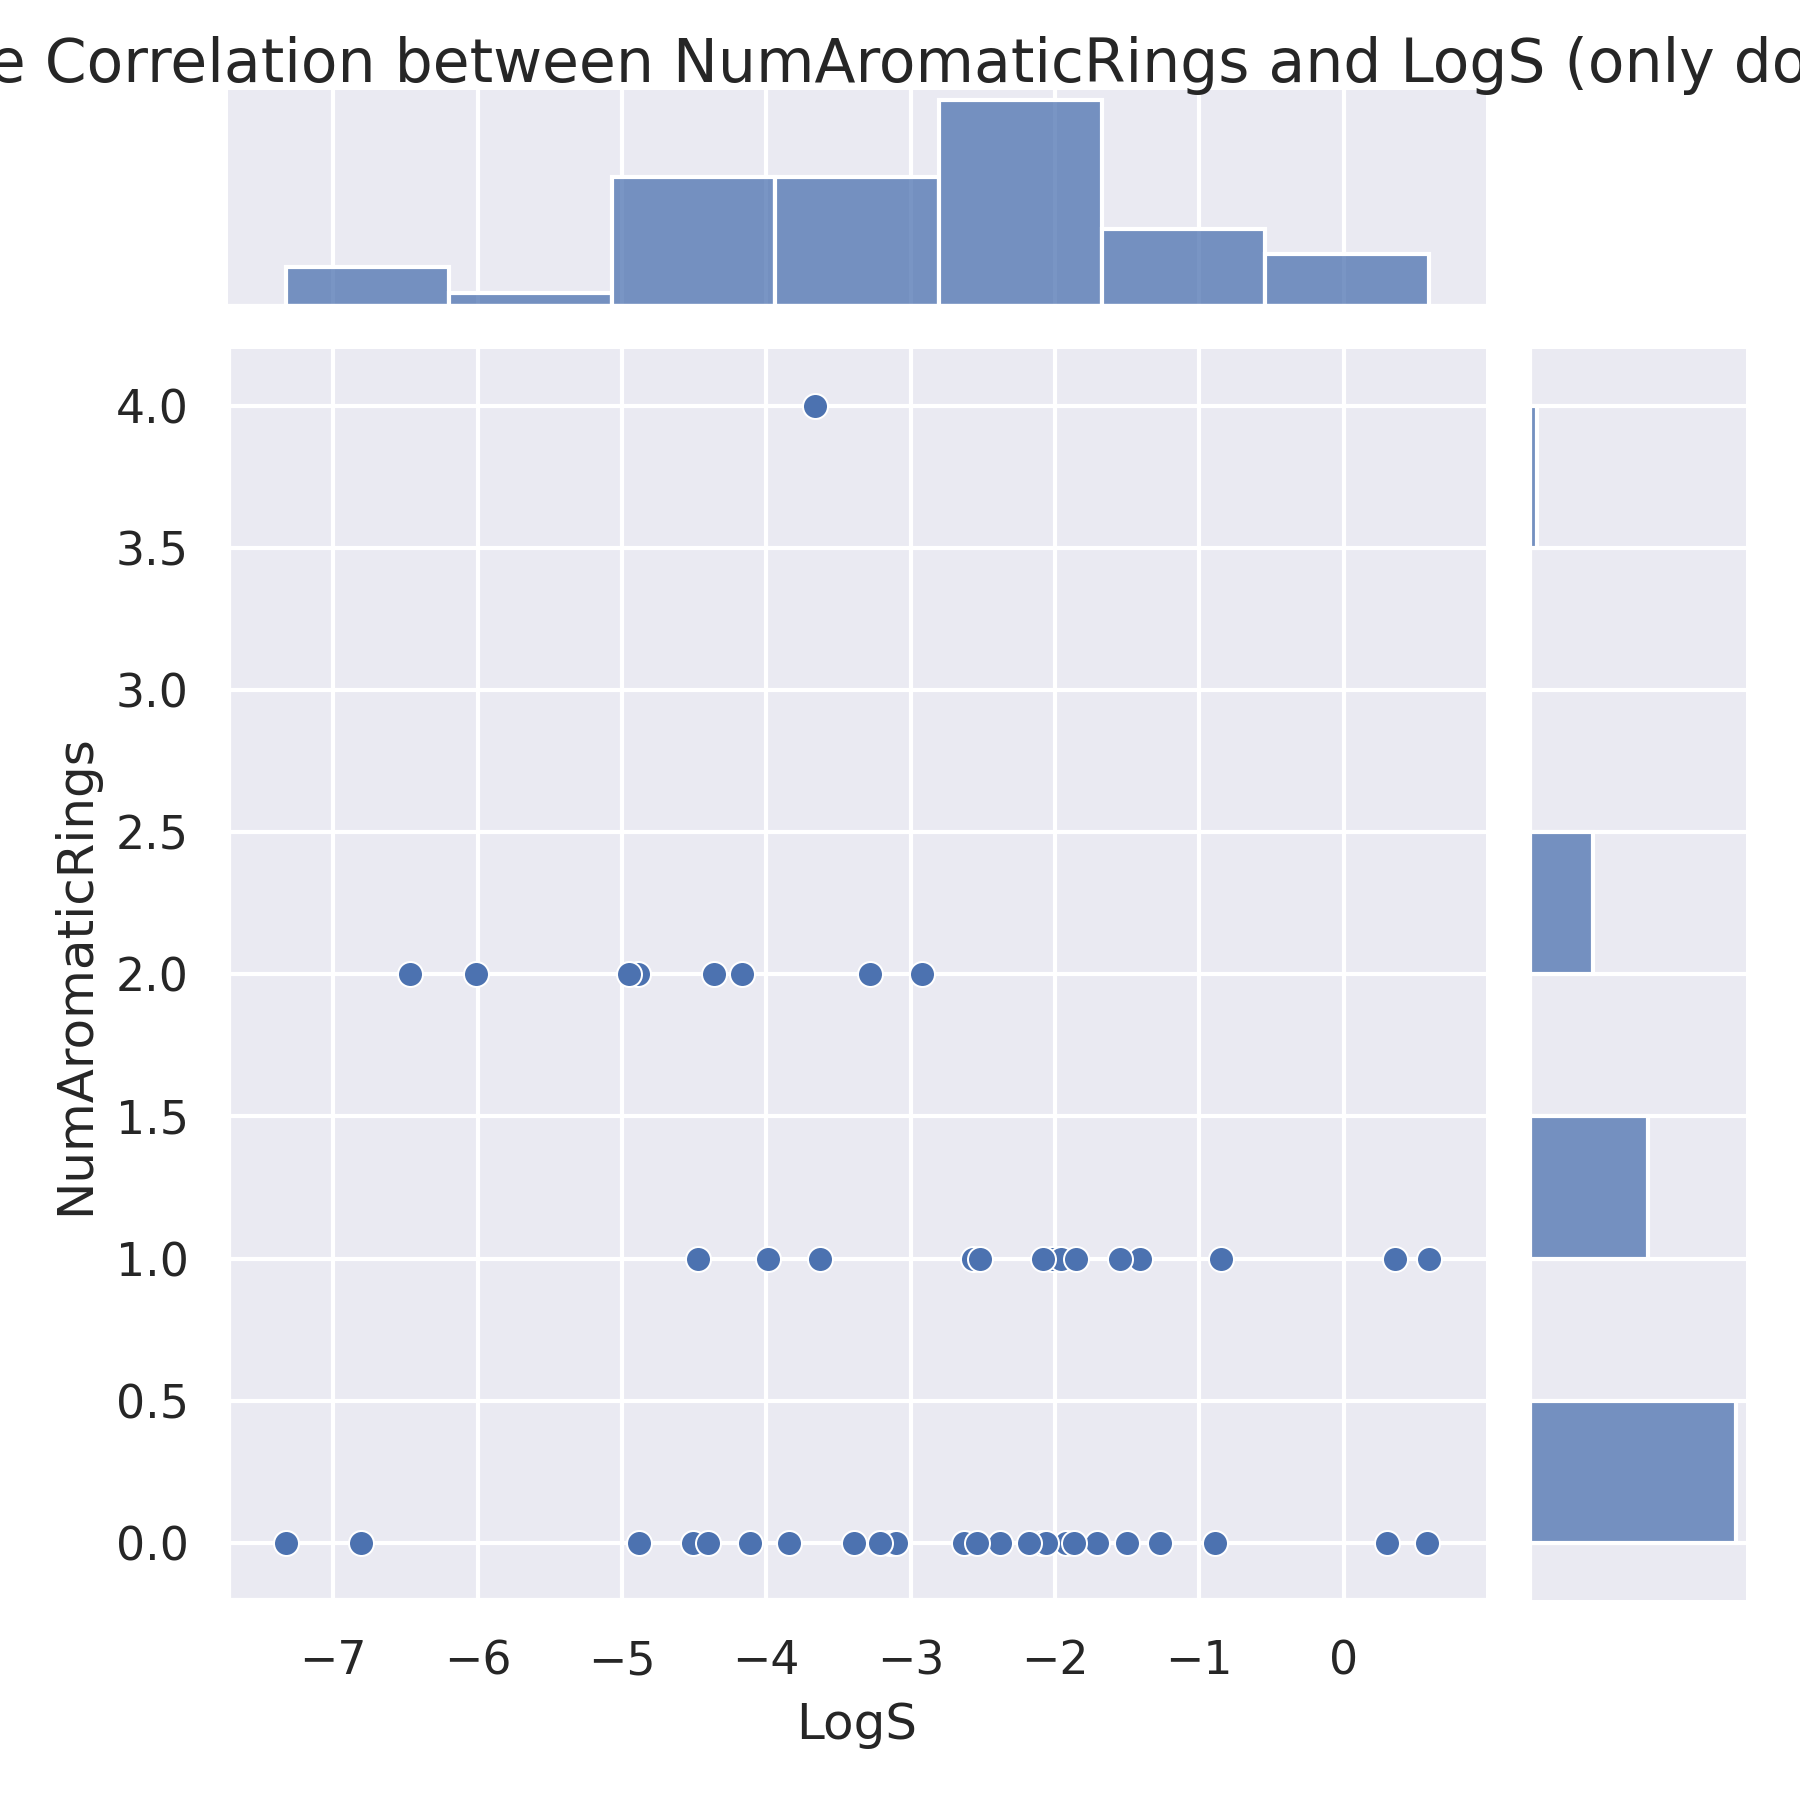 e Correlation between NumAromaticRings and LogS (only do
4.0
3.5
3.0
2.5
2.0
1.5
1.0
0.5
0.0
NumAromaticRings
−7 −6 −5 −4 −3 −2 −1 0
LogS